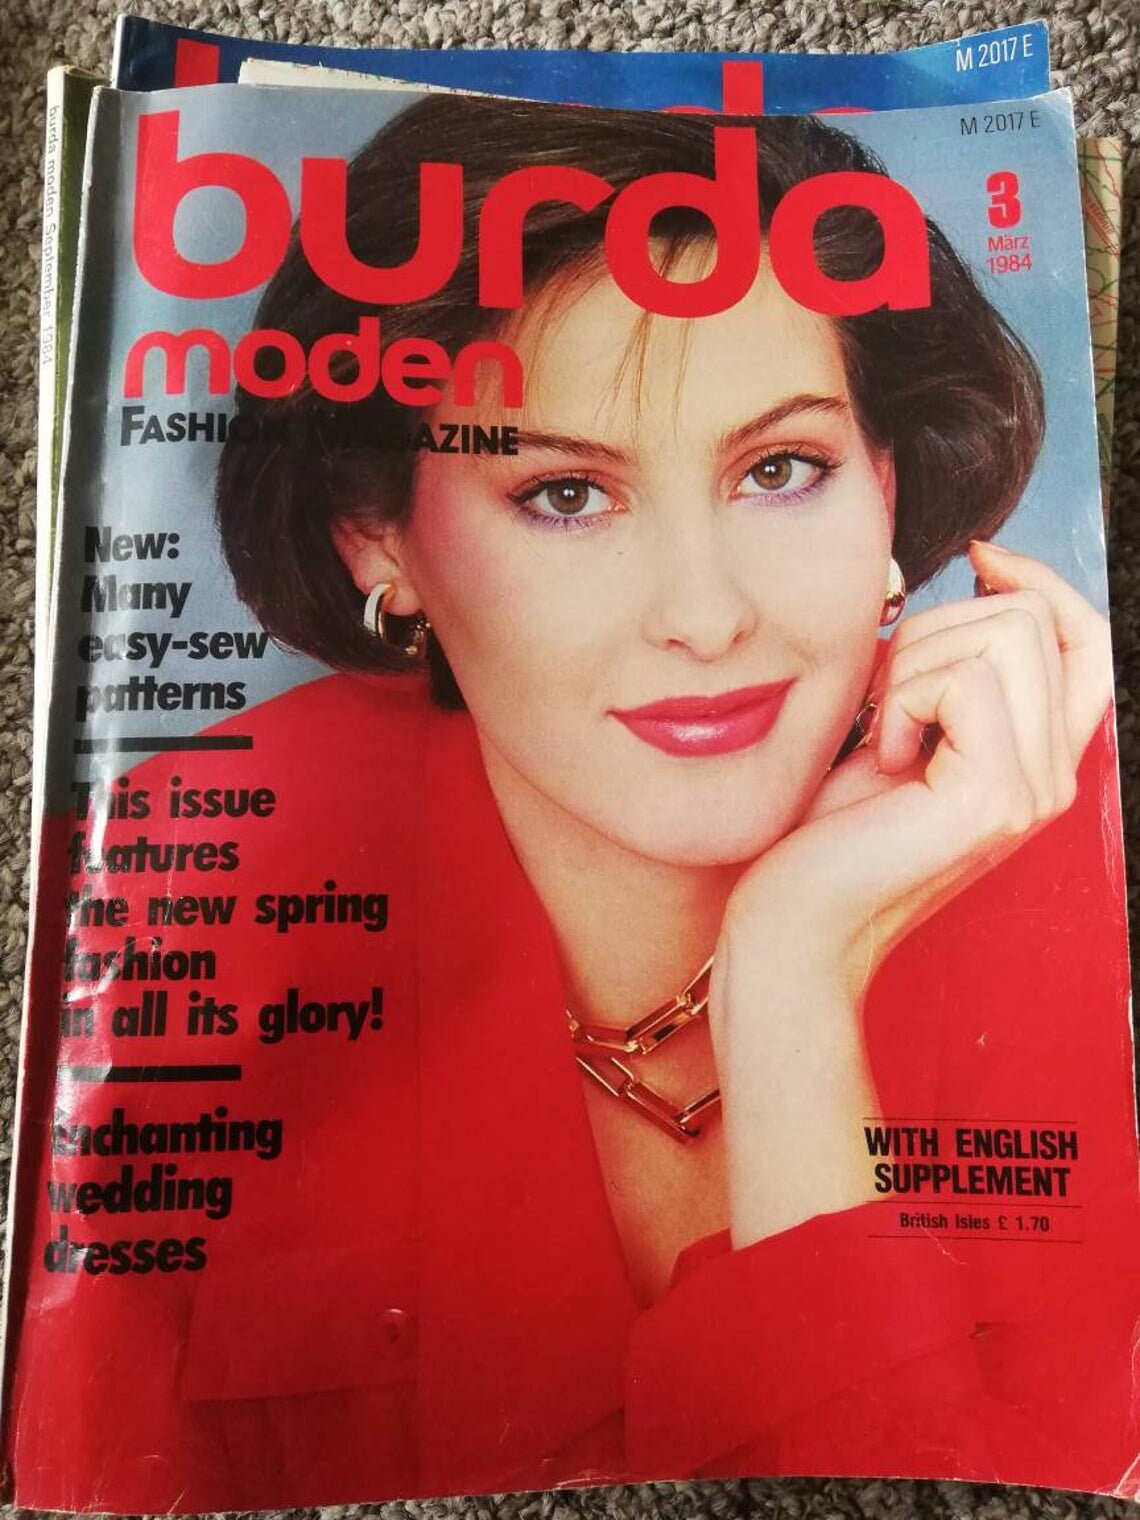 M 2017 E
burda
burda moden September 1984
M 2017 E
burda
3
März
1984
moden
FASHION MAGAZINE
New:
Many
easy-sew
patterns
This issue
features
the new spring
fashion
in all its glory!
Enchanting
wedding
dresses
WITH ENGLISH
SUPPLEMENT
British Isles £ 1.70